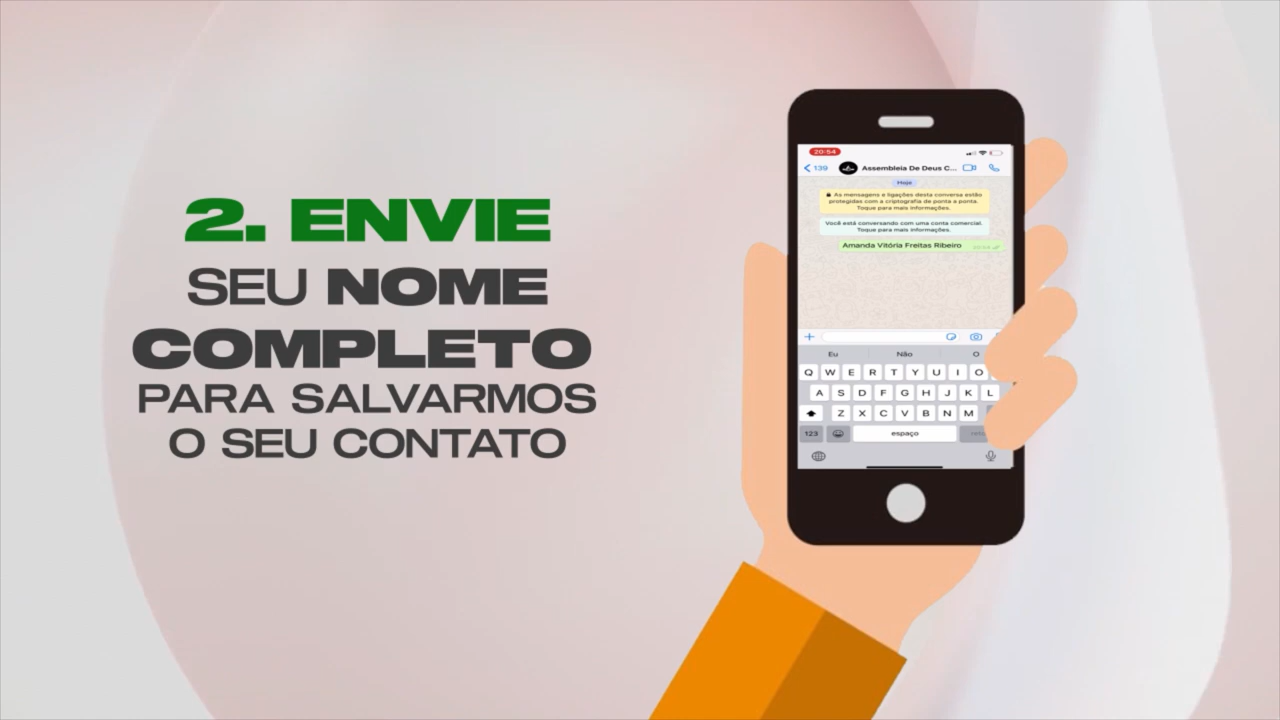 2. ENVIE
SEU NOME
COMPLETO
PARA SALVARMOS
O SEU CONTATO
20:54
139
Assembleia De Deus C...
Hoje
As mensagens e ligações desta conversa estão
protegidas com a criptografia de ponta a ponta.
Toque para mais informações.
Você está conversando com uma conta comercial.
Toque para mais informações.
Amanda Vitória Freitas Ribeiro
20:54
Eu Não O
Q W E R T Y U I O
A S D F G H J K L
Z X C V B N M
123 espaço